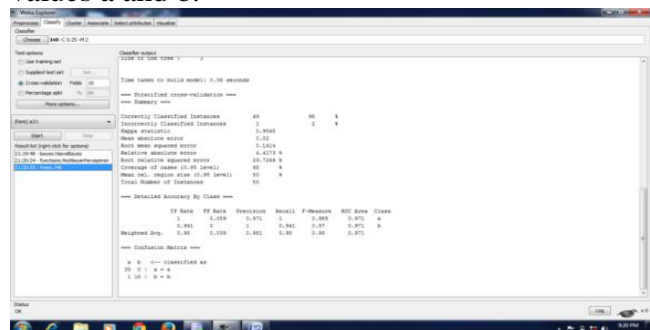 Weka Explorer
Preprocess Classify Cluster Associate Select attributes Visualize
Classifier
Choose J48 -C 0.25 -M 2
Test options
Use training set
Supplied test set Set...
Cross-validation Folds 10
Percentage split % 66
More options...
(Nom) a21
Start Stop
Result list (right-click for options)
21:19:48 - bayes.NaiveBayes
21:20:24 - functions.MultilayerPerceptron
Classifier output
Size of the tree :
Time taken to build model: 0.36 seconds
=== Stratified cross-validation ===
=== Summary ===
Correctly Classified Instances 49 98 %
Incorrectly Classified Instances 1 2 %
Kappa statistic
Mean absolute error 0.02
Root mean squared error 0.1414
Relative absolute error 4.4173 %
Root relative squared error
Coverage of cases (0.95 level) 98 %
Mean rel. region size (0.95 level) 50 %
Total Number of Instances 50
=== Detailed Accuracy By Class ===
TP Rate FP Rate Precision Recall F-Measure ROC Area Class
1 0.059 0.971 1 0.985 0.971 a
0.941 0 1 0.941 0.97 0.971 b
Weighted Avg. 0.98 0.039 0.981 0.98 0.98 0.971
=== Confusion Matrix ===
a b <-- classified as
33 0 | a = a
1 16 | b = b
Status
OK
Log x 0
9:20 PM